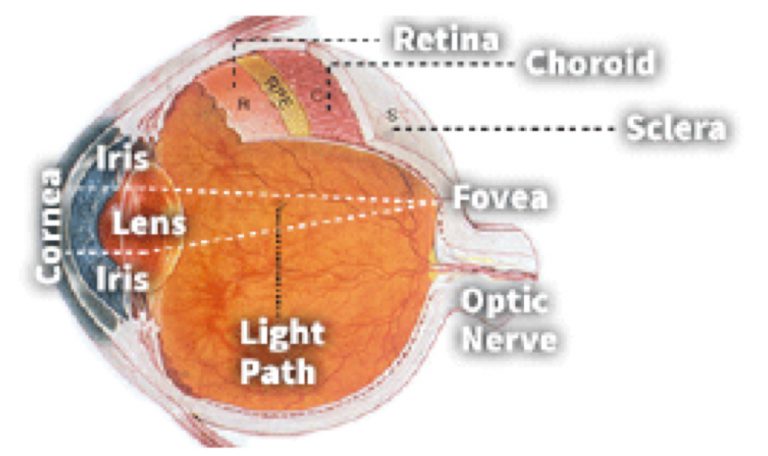 Retina
Choroid
RPE
R
C
S
Sclera
Iris
Cornea
Lens
Fovea
Iris
Optic
Nerve
Light
Path